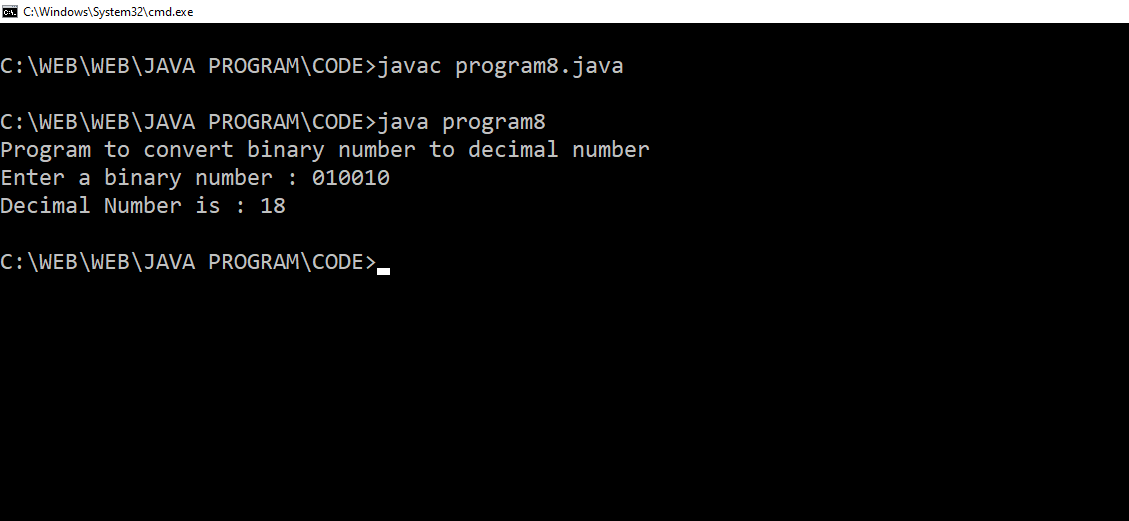 C:\Windows\System32\cmd.exe
C:\WEB\WEB\JAVA PROGRAM\CODE>javac program8.java
C:\WEB\WEB\JAVA PROGRAM\CODE>java program8
Program to convert binary number to decimal number
Enter a binary number : 010010
Decimal Number is : 18
C:\WEB\WEB\JAVA PROGRAM\CODE>